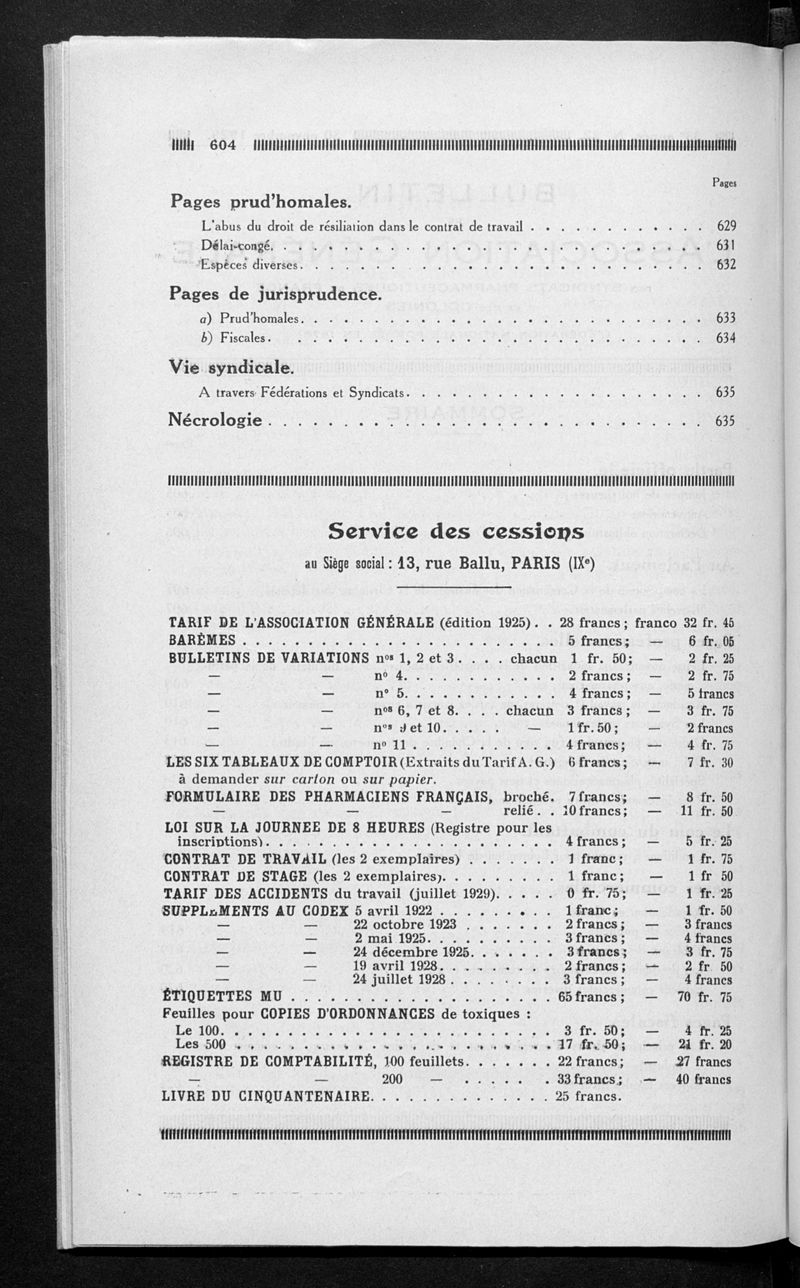 604
Pages
Pages prud'homales.
L'abus du droit de résiliation dans le contrat de travail . . . . . . . . . . . . 629
Délai-congé. . . . . . . . . . . . . . . . . . . . . . . . . . . . . 631
Espèces diverses. . . . . . . . . . . . . . . . . . . . . . . . . . . 632
Pages de jurisprudence.
a) Prud'homales. . . . . . . . . . . . . . . . . . . . . . . . . . . 633
b) Fiscales. . . . . . . . . . . . . . . . . . . . . . . . . . . . . 634
Vie syndicale.
A travers Fédérations et Syndicats. . . . . . . . . . . . . . . . . . . . 635
Nécrologie . . . . . . . . . . . . . . . . . . . . . . . . . . . . . 635
Service des cessions
au Siège social : 13, rue Ballu, PARIS (IXe)
TARIF DE L'ASSOCIATION GÉNÉRALE (édition 1925). . 28 francs ; franco 32 fr. 45
BARÈMES . . . . . . . . . . . . . . . . . . . . . . . . 5 francs ; — 6 fr. 05
BULLETINS DE VARIATIONS nos 1, 2 et 3 . . . . chacun 1 fr. 50 ; — 2 fr. 25
— — no 4. . . . . . . . . . . . 2 francs ; — 2 fr. 75
— — n° 5. . . . . . . . . . . . 4 francs ; — 5 francs
— — nos 6, 7 et 8. . . . chacun 3 francs ; — 3 fr. 75
— — nos 9 et 10. . . . . — 1 fr. 50 ; — 2 francs
— — no 11 . . . . . . . . . . . 4 francs ; — 4 fr. 75
LES SIX TABLEAUX DE COMPTOIR (Extraits du Tarif A. G.) 6 francs ; — 7 fr. 30
à demander sur carton ou sur papier.
FORMULAIRE DES PHARMACIENS FRANÇAIS, broché. 7 francs ; — 8 fr. 50
— — — relié . . 10 francs ; — 11 fr. 50
LOI SUR LA JOURNEE DE 8 HEURES (Registre pour les
inscriptions) . . . . . . . . . . . . . . . . . . . . . . 4 francs ; — 5 fr. 25
CONTRAT DE TRAVAIL (les 2 exemplaires) . . . . . . . 1 franc ; — 1 fr. 75
CONTRAT DE STAGE (les 2 exemplaires). . . . . . . . . 1 franc ; — 1 fr 50
TARIF DES ACCIDENTS du travail (juillet 1929). . . . . 0 fr. 75 ; — 1 fr. 25
SUPPLEMENTS AU CODEX 5 avril 1922 . . . . . . . . . 1 franc ; — 1 fr. 50
— — 22 octobre 1923 . . . . . . . 2 francs ; — 3 francs
— — 2 mai 1925. . . . . . . . . . 3 francs ; — 4 francs
— — 24 décembre 1925. . . . . . . 3 francs ; — 3 fr. 75
— — 19 avril 1928. . . . . . . . . 2 francs ; — 2 fr 50
— — 24 juillet 1928 . . . . . . . . 3 francs ; — 4 francs
ÉTIQUETTES MU . . . . . . . . . . . . . . . . . . . . 65 francs ; — 70 fr. 75
Feuilles pour COPIES D'ORDONNANCES de toxiques :
Le 100. . . . . . . . . . . . . . . . . . . . . . . . . . 3 fr. 50 ; — 4 fr. 25
Les 500 . . . . . . . . . . . . . . . . . . . . . . . . . 17 fr. 50 ; — 21 fr. 20
REGISTRE DE COMPTABILITÉ, 100 feuillets. . . . . . . 22 francs ; — 27 francs
— — 200 — . . . . . . 33 francs ; — 40 francs
LIVRE DU CINQUANTENAIRE. . . . . . . . . . . . . . 25 francs.